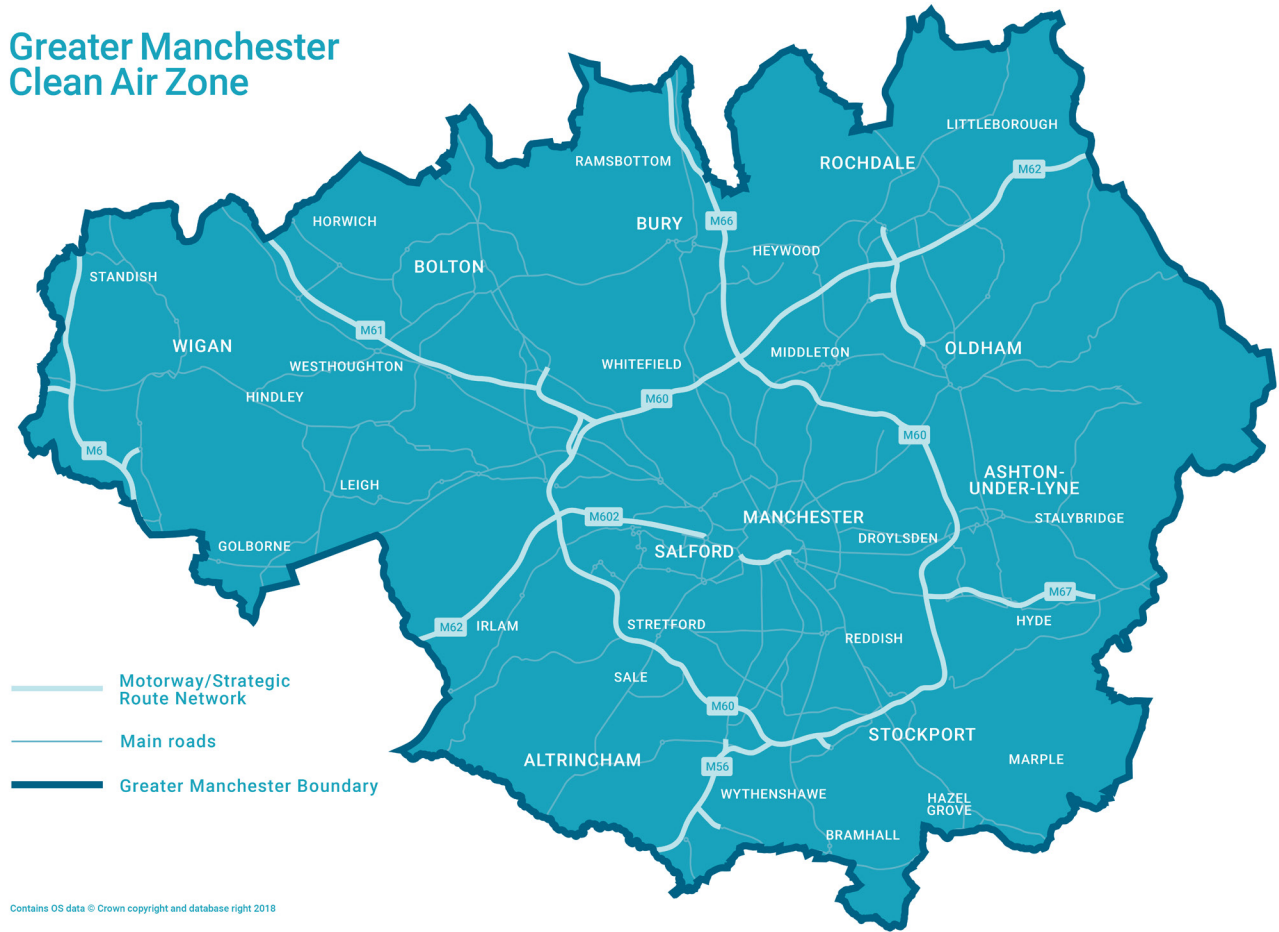 Greater Manchester
Clean Air Zone
LITTLEBOROUGH
RAMSBOTTOM
ROCHDALE
M62
HORWICH
BURY
M66
HEYWOOD
BOLTON
STANDISH
M61
WIGAN
WESTHOUGHTON
WHITEFIELD
MIDDLETON
OLDHAM
HINDLEY
M60
M60
M6
ASHTON-
UNDER-LYNE
LEIGH
M602
MANCHESTER
STALYBRIDGE
GOLBORNE
SALFORD
DROYLSDEN
M67
M62
IRLAM
STRETFORD
REDDISH
HYDE
SALE
M60
STOCKPORT
ALTRINCHAM
M56
MARPLE
WYTHENSHAWE
HAZEL
GROVE
BRAMHALL
Motorway/Strategic
Route Network
Main roads
Greater Manchester Boundary
Contains OS data © Crown copyright and database right 2018